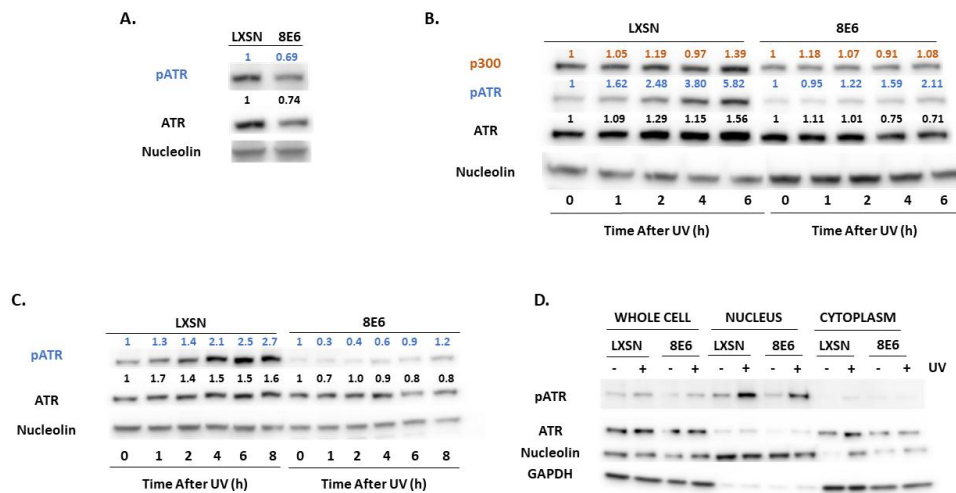 A.
LXSN 8E6
1 0.69
pATR
1 0.74
ATR
Nucleolin
B.
LXSN 8E6
1 1.05 1.19 0.97 1.39 1 1.18 1.07 0.91 1.08
p300
1 1.62 2.48 3.80 5.82 1 0.95 1.22 1.59 2.11
pATR
1 1.09 1.29 1.15 1.56 1 1.11 1.01 0.75 0.71
ATR
Nucleolin
0 1 2 4 6 0 1 2 4 6
Time After UV (h) Time After UV (h)
C.
LXSN 8E6
1 1.3 1.4 2.1 2.5 2.7 1 0.3 0.4 0.6 0.9 1.2
pATR
1 1.7 1.4 1.5 1.5 1.6 1 0.7 1.0 0.9 0.8 0.8
ATR
Nucleolin
0 1 2 4 6 8 0 1 2 4 6 8
Time After UV (h) Time After UV (h)
D.
WHOLE CELL NUCLEUS CYTOPLASM
LXSN 8E6 LXSN 8E6 LXSN 8E6
- + - + - + - + - + - + UV
pATR
ATR
Nucleolin
GAPDH